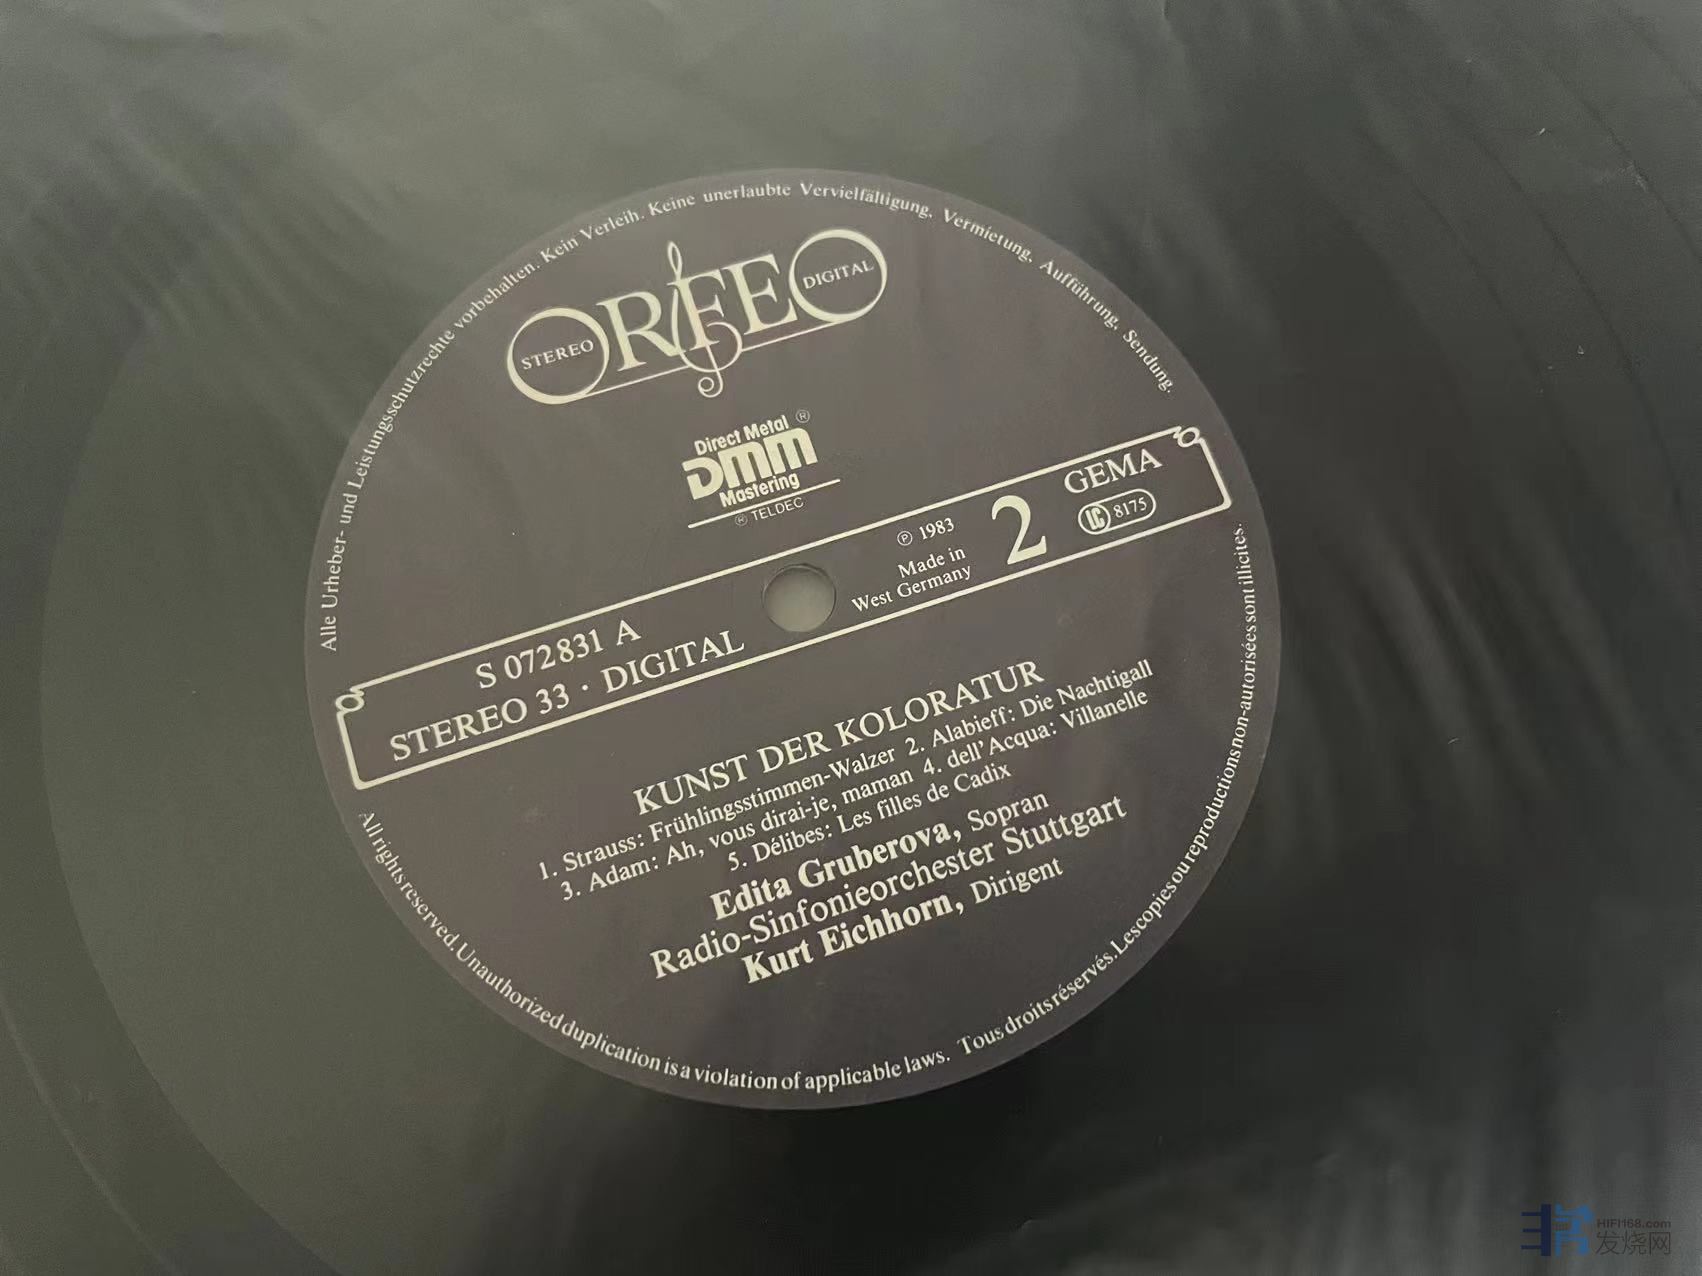 Alle Urheber- und Leistungsschutzrechte vorbehalten. Kein Verleih. Keine unerlaubte Vervielfältigung, Vermietung, Aufführung, Sendung.
STEREO ORFEO DIGITAL
Direct Metal ®
DMM
Mastering
® TELDEC
S 072831 A
STEREO 33 · DIGITAL
℗ 1983
Made in
West Germany
2
GEMA
LC 8175
KUNST DER KOLORATUR
1. Strauss: Frühlingsstimmen-Walzer 2. Alabieff: Die Nachtigall
3. Adam: Ah, vous dirai-je, maman 4. dell'Acqua: Villanelle
5. Délibes: Les filles de Cadix
Edita Gruberova, Sopran
Radio-Sinfonieorchester Stuttgart
Kurt Eichhorn, Dirigent
All rights reserved. Unauthorized duplication is a violation of applicable laws. Tous droits réservés. Les copies ou reproductions non-autorisées sont illicites.
HIFI168.com
发烧网